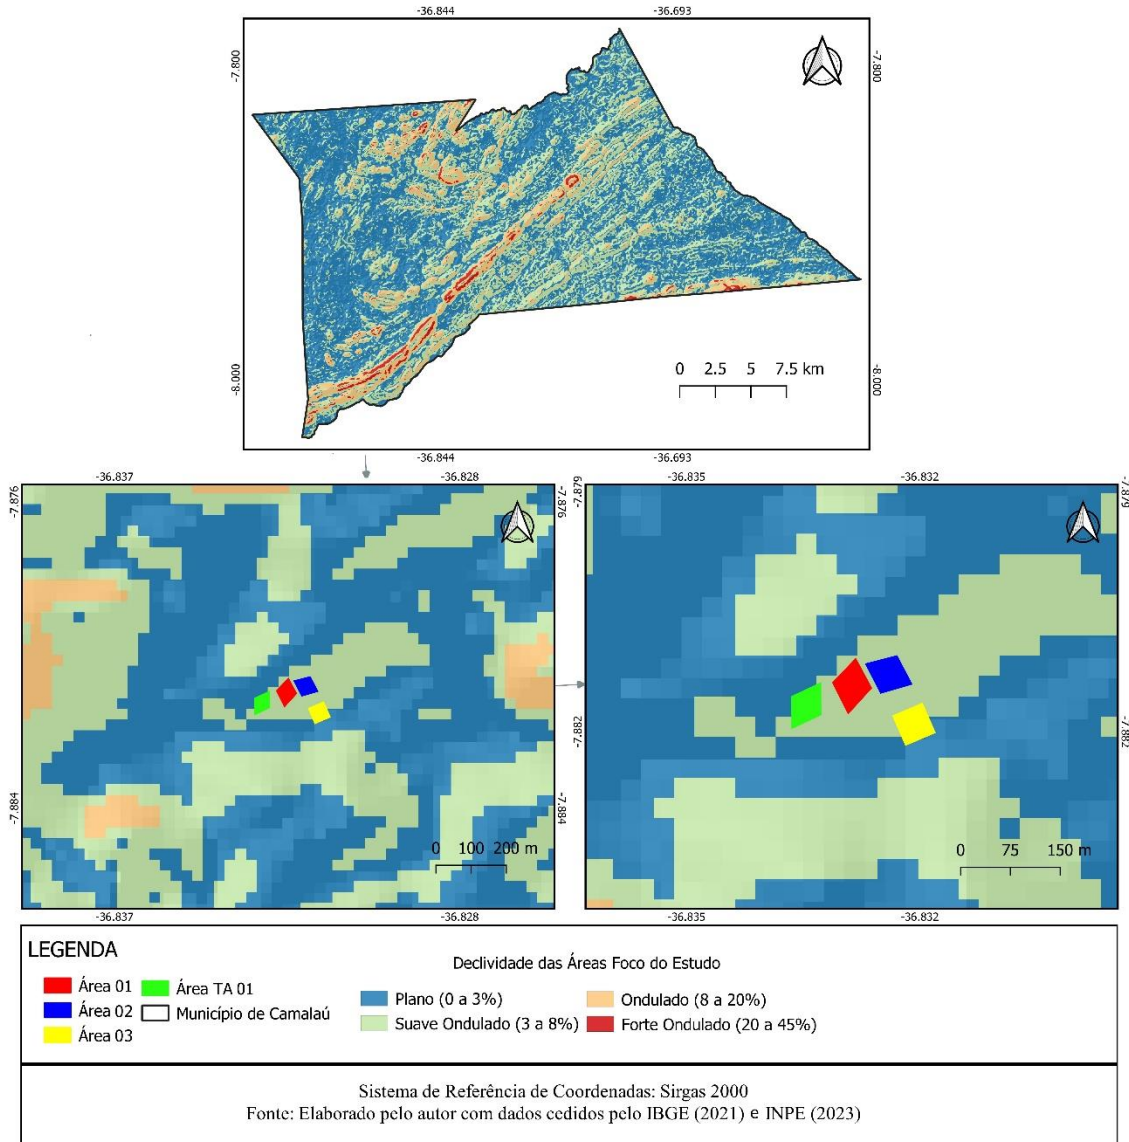 -36.844 -36.693
-7.800 -7.800
-8.000 -8.000
0 2.5 5 7.5 km
-36.844 -36.693
-36.837 -36.828
-7.876 -7.876
-7.884 -7.884
0 100 200 m
-36.837 -36.828
-36.835 -36.832
-7.879 -7.879
-7.882 -7.882
0 75 150 m
-36.835 -36.832
LEGENDA
Área 01
Área 02
Área 03
Área TA 01
Município de Camalaú
Declividade das Áreas Foco do Estudo
Plano (0 a 3%)
Suave Ondulado (3 a 8%)
Ondulado (8 a 20%)
Forte Ondulado (20 a 45%)
Sistema de Referência de Coordenadas: Sirgas 2000
Fonte: Elaborado pelo autor com dados cedidos pelo IBGE (2021) e INPE (2023)